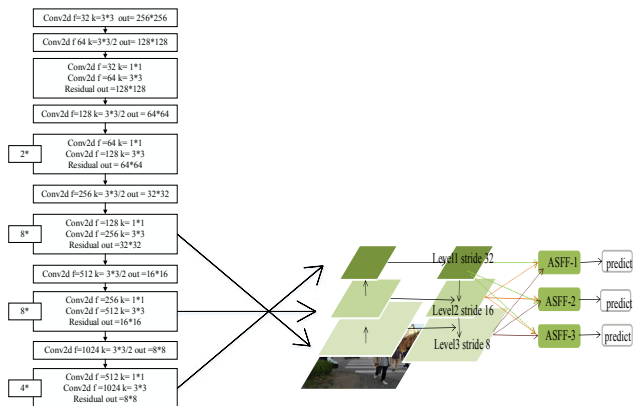 Conv2d f=32 k=3*3 out= 256*256
Conv2d f 64 k=3*3/2 out= 128*128
Conv2d f =32 k= 1*1
Conv2d f =64 k= 3*3
Residual out =128*128
Conv2d f=128 k= 3*3/2 out = 64*64
2*
Conv2d f =64 k= 1*1
Conv2d f =128 k= 3*3
Residual out = 64*64
Conv2d f=256 k= 3*3/2 out = 32*32
8*
Conv2d f =128 k= 1*1
Conv2d f =256 k= 3*3
Residual out =32*32
Conv2d f=512 k= 3*3/2 out =16*16
8*
Conv2d f =256 k= 1*1
Conv2d f =512 k= 3*3
Residual out =16*16
Conv2d f=1024 k= 3*3/2 out =8*8
4*
Conv2d f =512 k= 1*1
Conv2d f =1024 k= 3*3
Residual out =8*8
Level1 stride 32
Level2 stride 16
Level3 stride 8
ASFF-1
predict
ASFF-2
predict
ASFF-3
predict